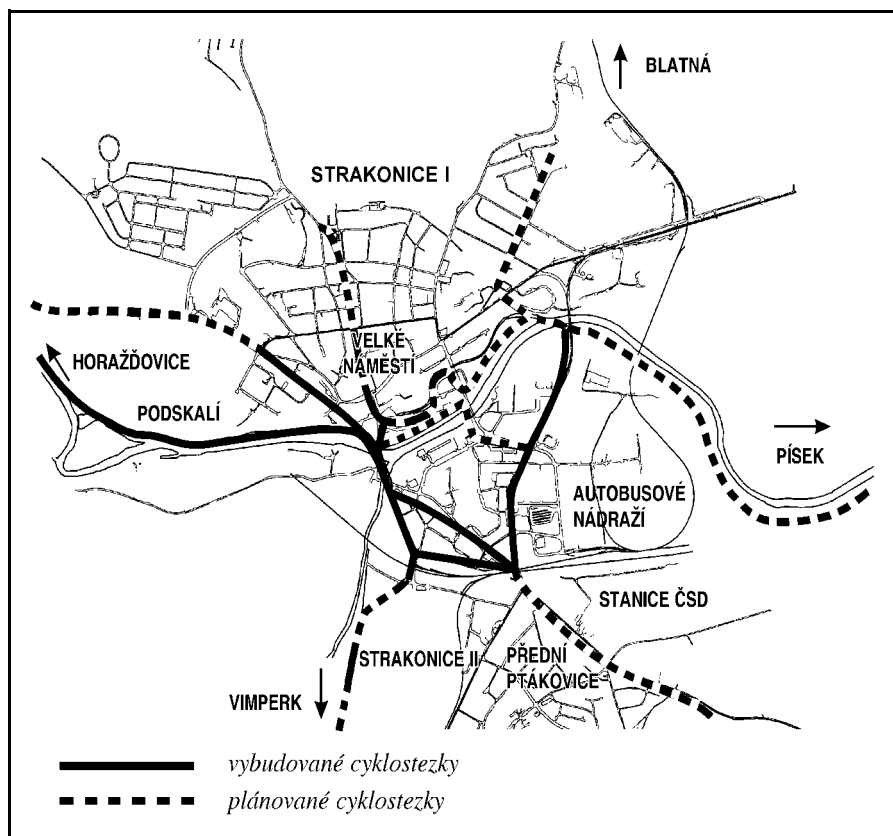 BLATNÁ
STRAKONICE I
VELKÉ
NÁMĚSTÍ
HORAŽĎOVICE
PODSKALÍ
PÍSEK
AUTOBUSOVÉ
NÁDRAŽÍ
STANICE ČSD
STRAKONICE II
PŘEDNÍ
PTÁKOVICE
VIMPERK
vybudované cyklostezky
plánované cyklostezky